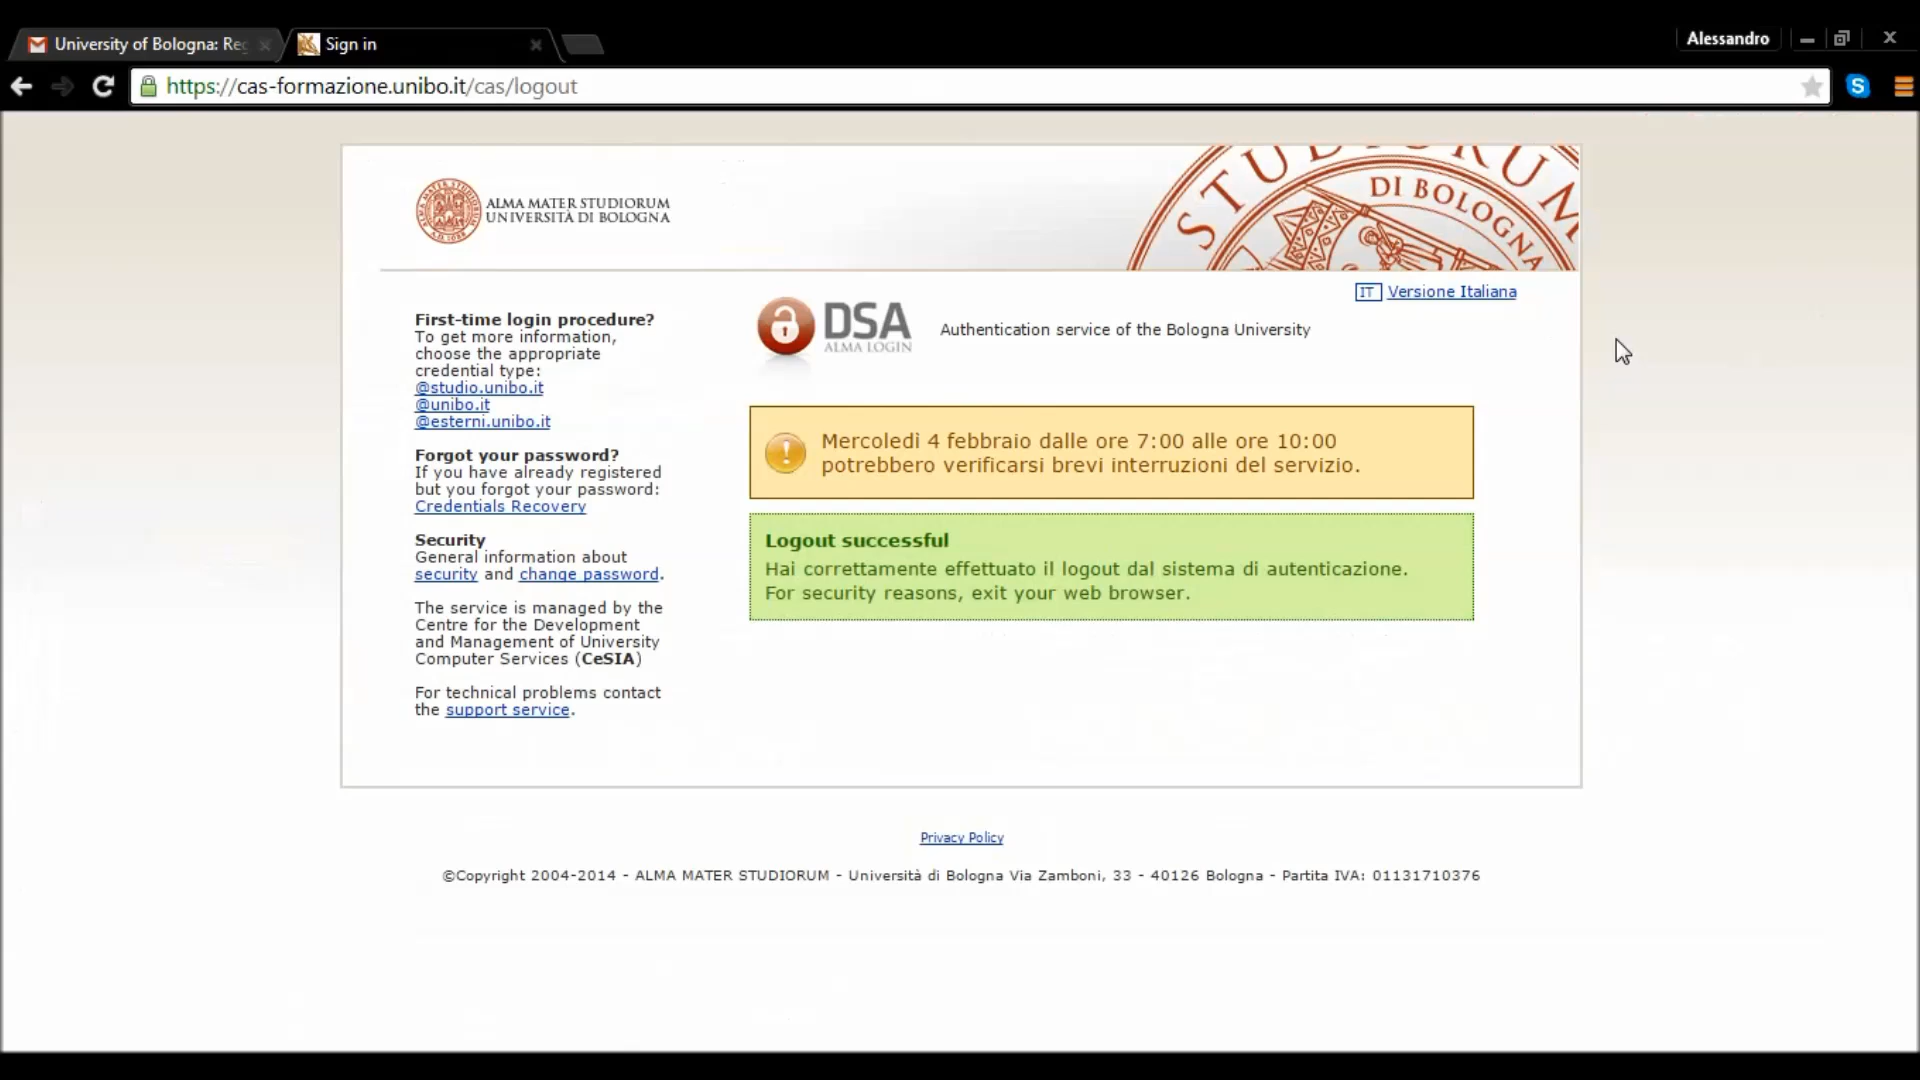 University of Bologna: Re
Sign in
Alessandro
https://cas-formazione.unibo.it/cas/logout
ALMA MATER STUDIORUM
UNIVERSITÀ DI BOLOGNA
STUDIORUM
DI BOLOGNA
IT Versione Italiana
DSA
ALMA LOGIN
Authentication service of the Bologna University
First-time login procedure?
To get more information,
choose the appropriate
credential type:
@studio.unibo.it
@unibo.it
@esterni.unibo.it
Forgot your password?
If you have already registered
but you forgot your password:
Credentials Recovery
Security
General information about
security and change password.
The service is managed by the
Centre for the Development
and Management of University
Computer Services (CeSIA)
For technical problems contact
the support service.
Mercoledi 4 febbraio dalle ore 7:00 alle ore 10:00
potrebbero verificarsi brevi interruzioni del servizio.
Logout successful
Hai correttamente effettuato il logout dal sistema di autenticazione.
For security reasons, exit your web browser.
Privacy Policy
©Copyright 2004-2014 - ALMA MATER STUDIORUM - Università di Bologna Via Zamboni, 33 - 40126 Bologna - Partita IVA: 01131710376